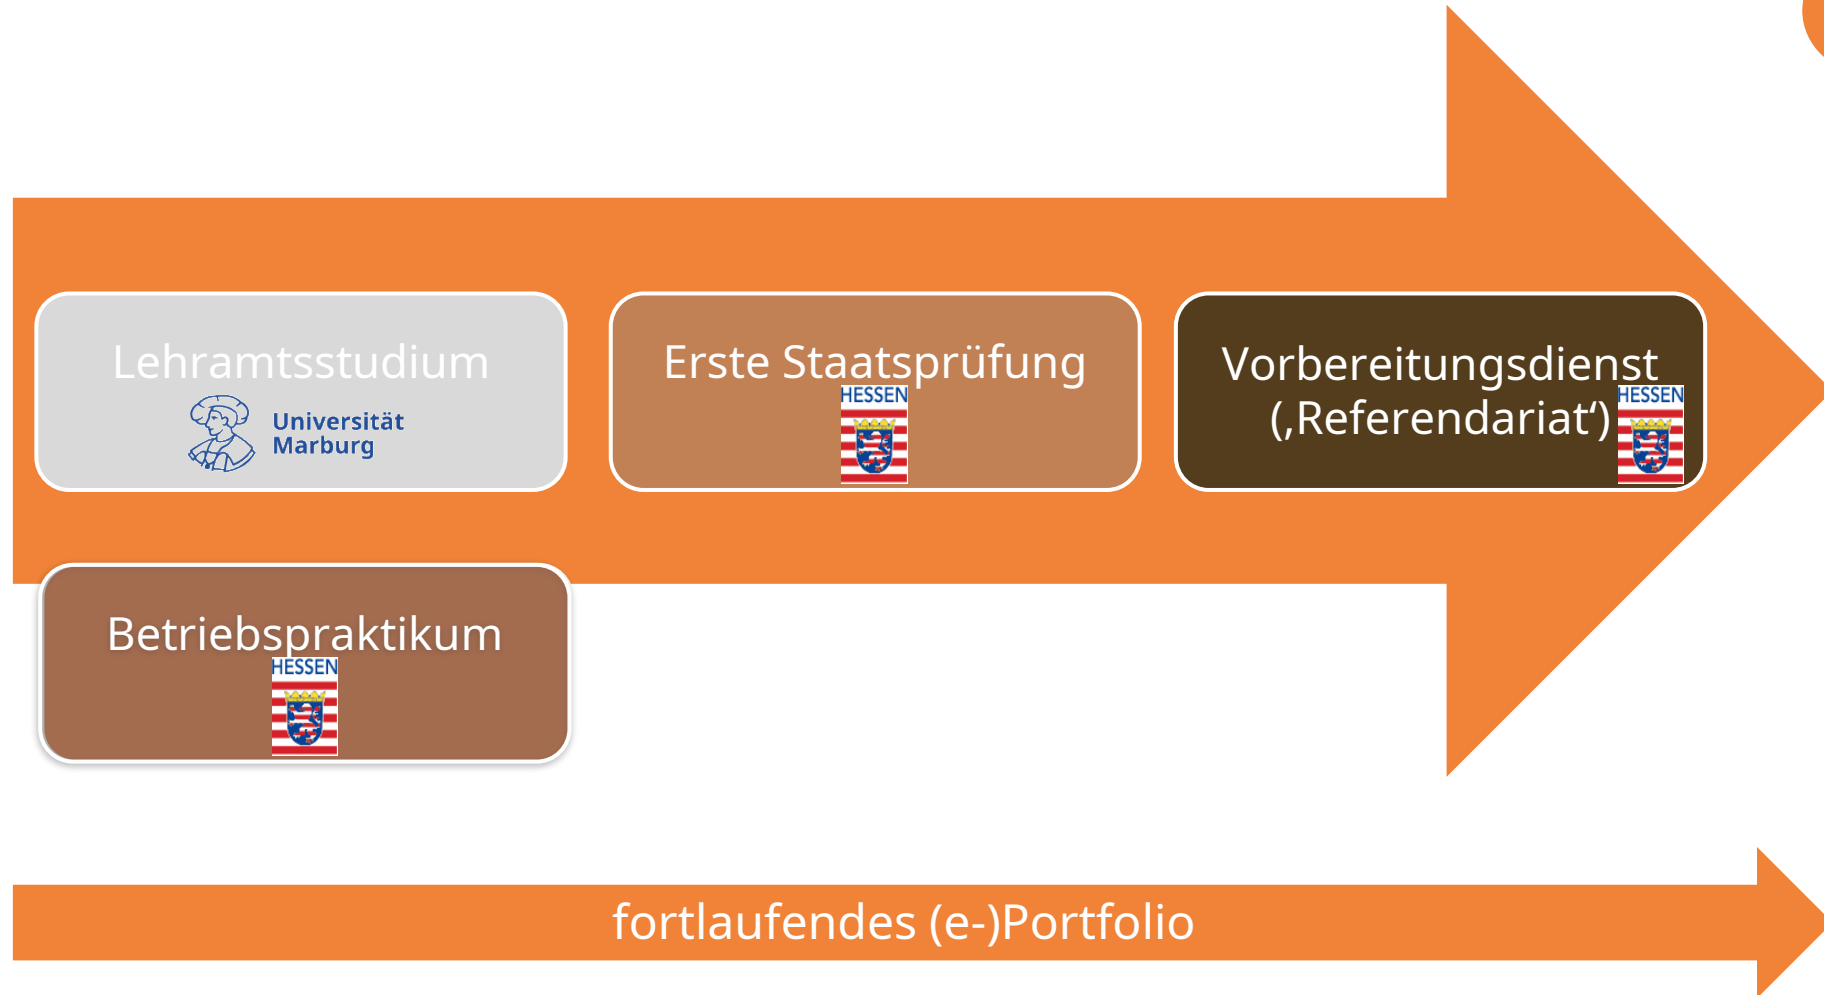 Lehramtsstudium
Universität
Marburg
Erste Staatsprüfung
HESSEN
Vorbereitungsdienst
(‚Referendariat‘)
HESSEN
Betriebspraktikum
HESSEN
fortlaufendes (e-)Portfolio